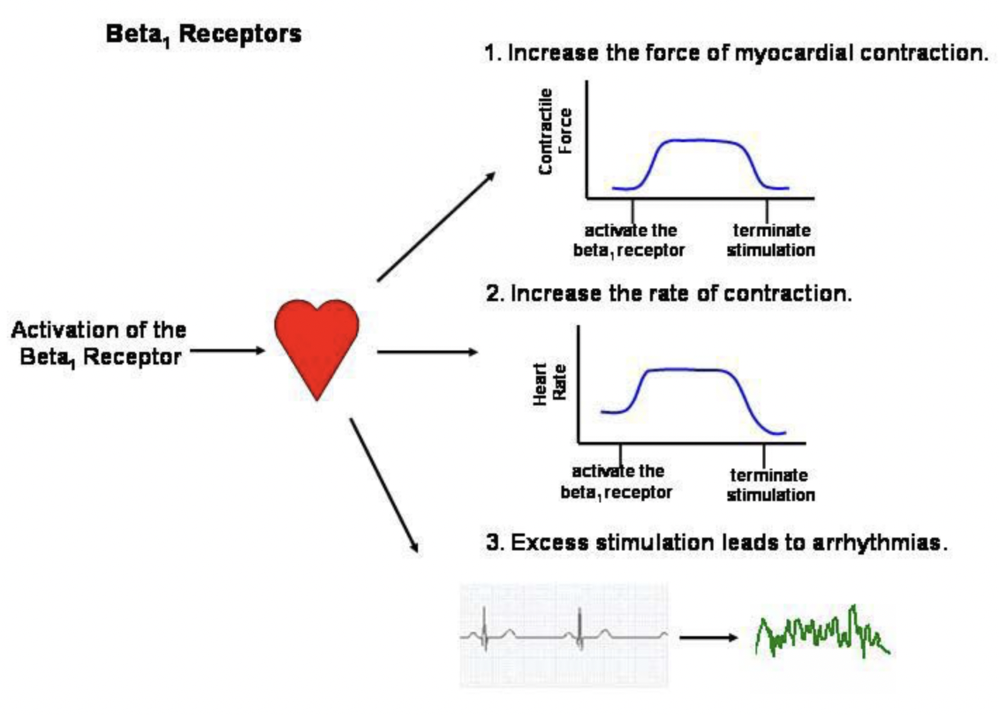 Beta₁ Receptors
1. Increase the force of myocardial contraction.
Contractile
Force
activate the
beta₁ receptor
terminate
stimulation
2. Increase the rate of contraction.
Activation of the
Beta₁ Receptor
Heart
Rate
activate the
beta₁ receptor
terminate
stimulation
3. Excess stimulation leads to arrhythmias.